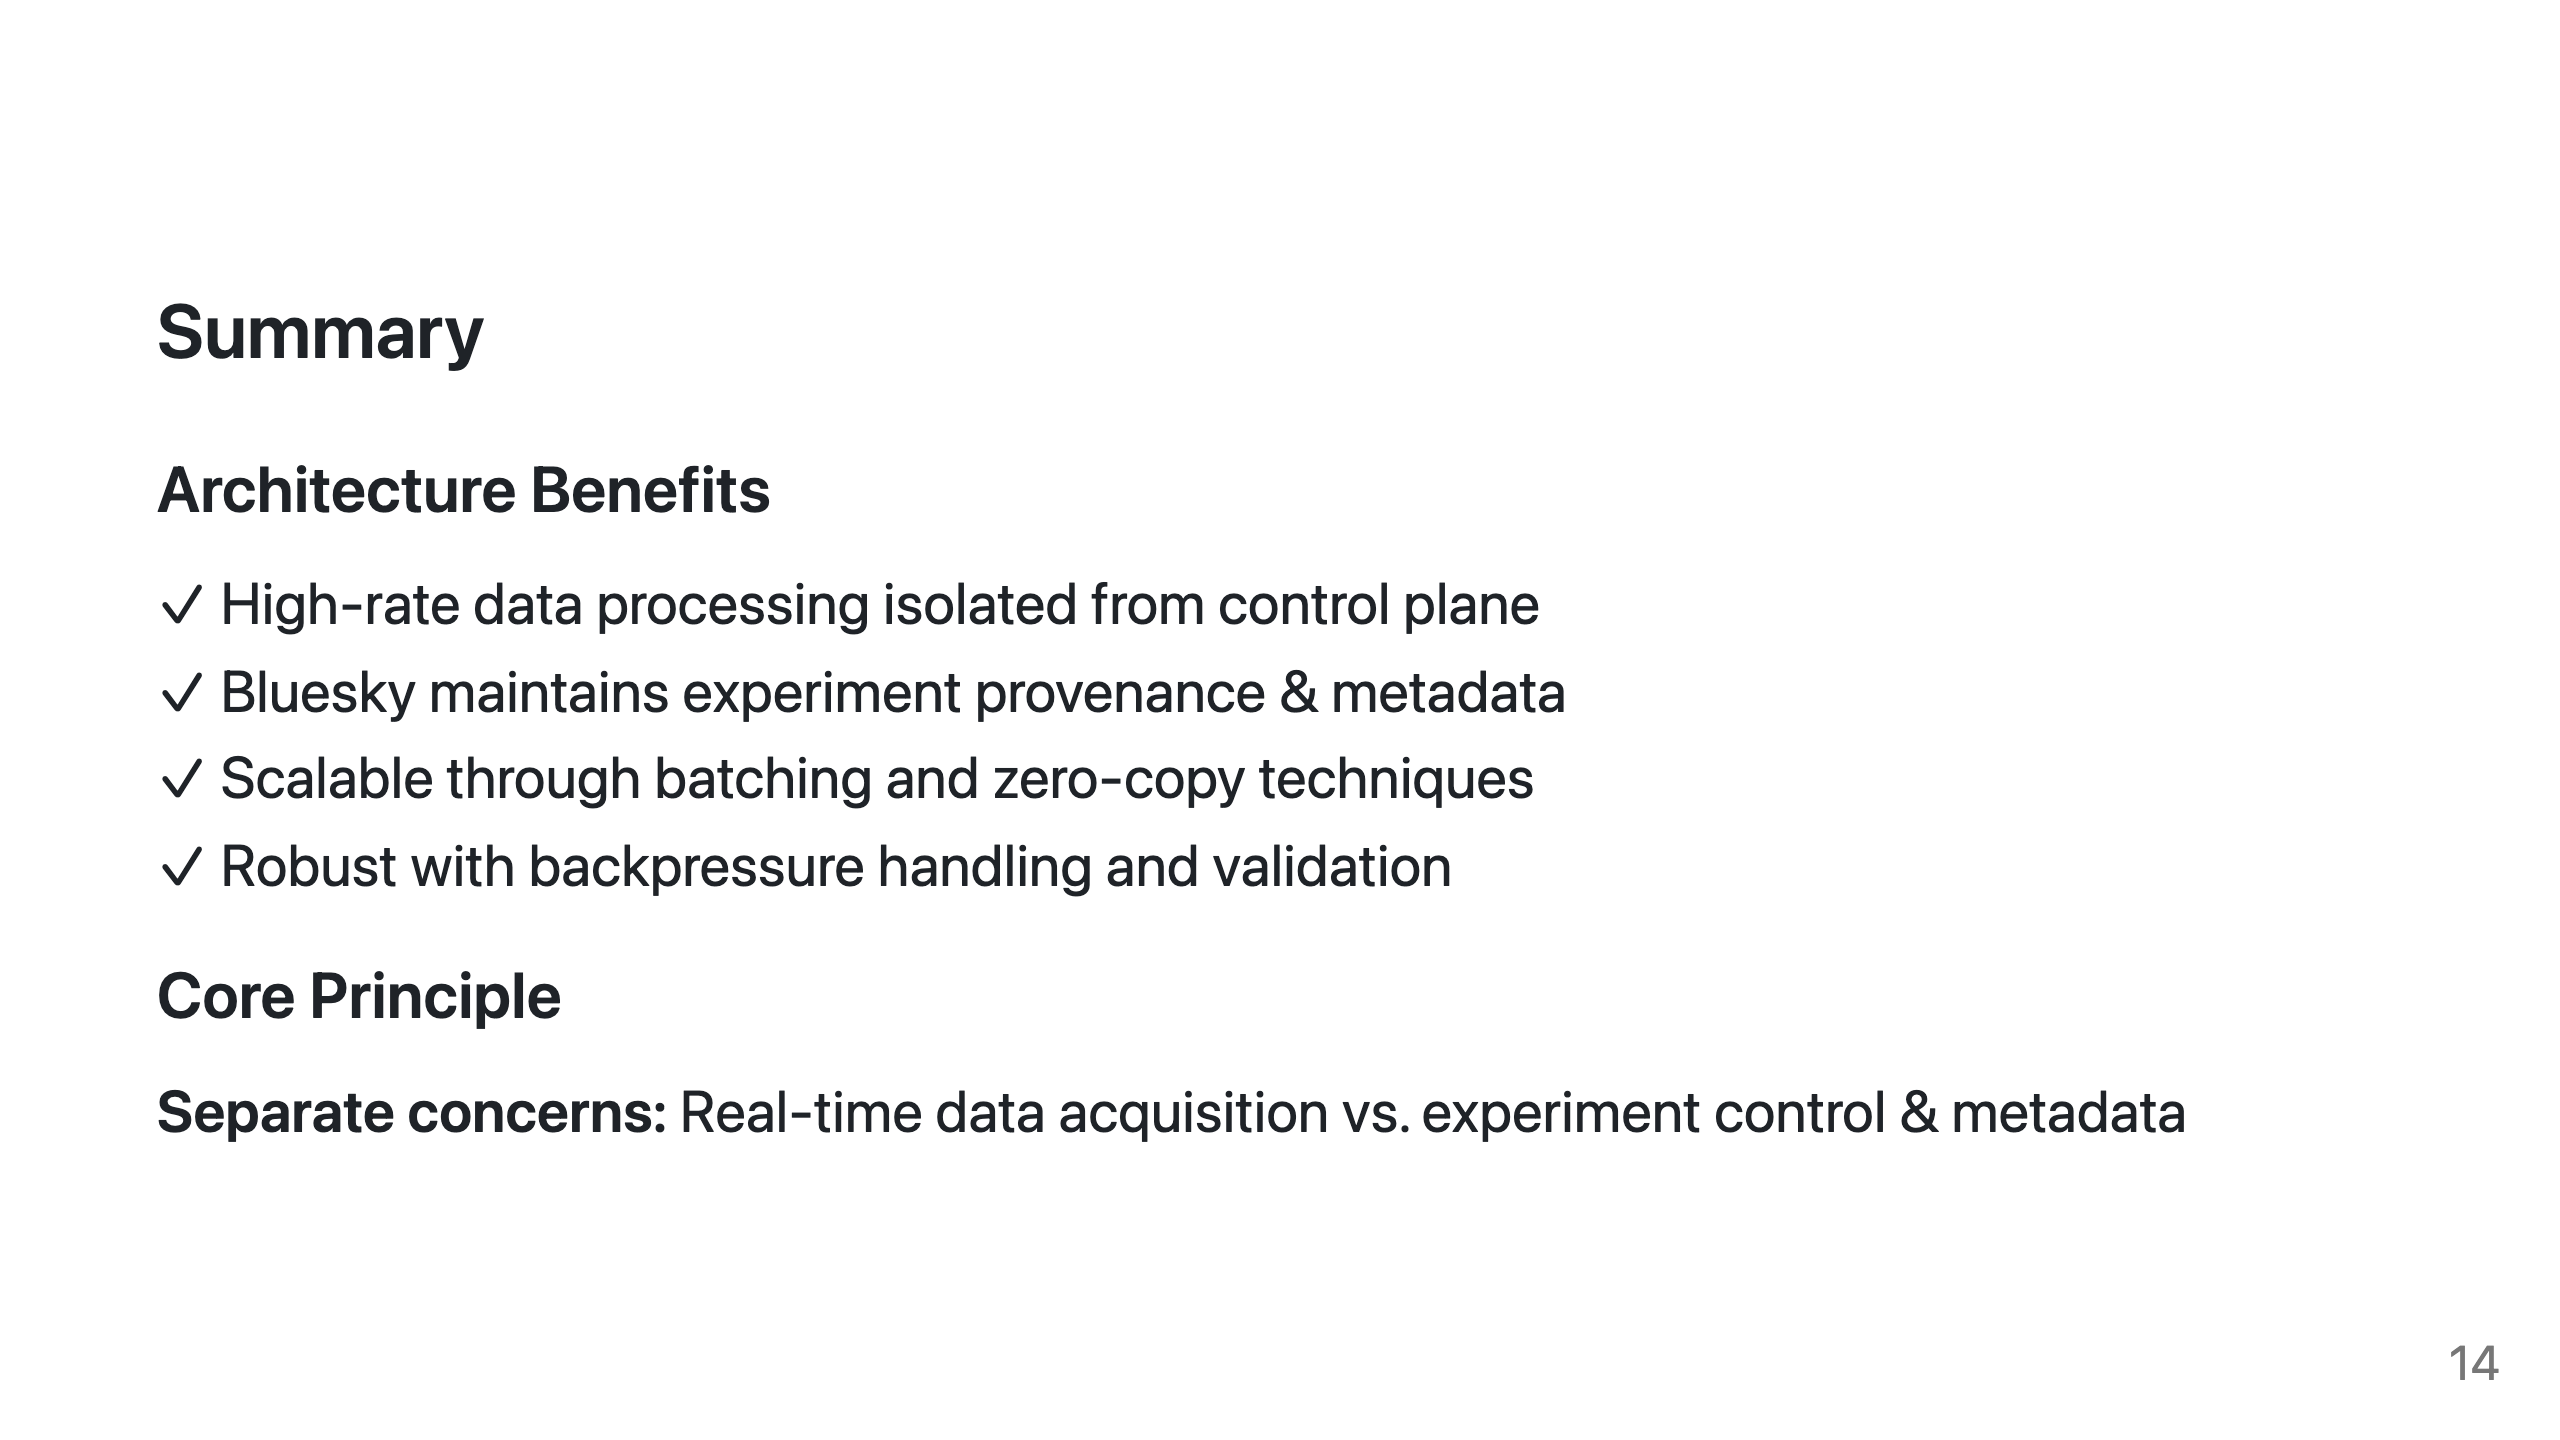 Summary
Architecture Benefits
✓ High-rate data processing isolated from control plane
✓ Bluesky maintains experiment provenance & metadata
✓ Scalable through batching and zero-copy techniques
✓ Robust with backpressure handling and validation
Core Principle
Separate concerns: Real-time data acquisition vs. experiment control & metadata
14